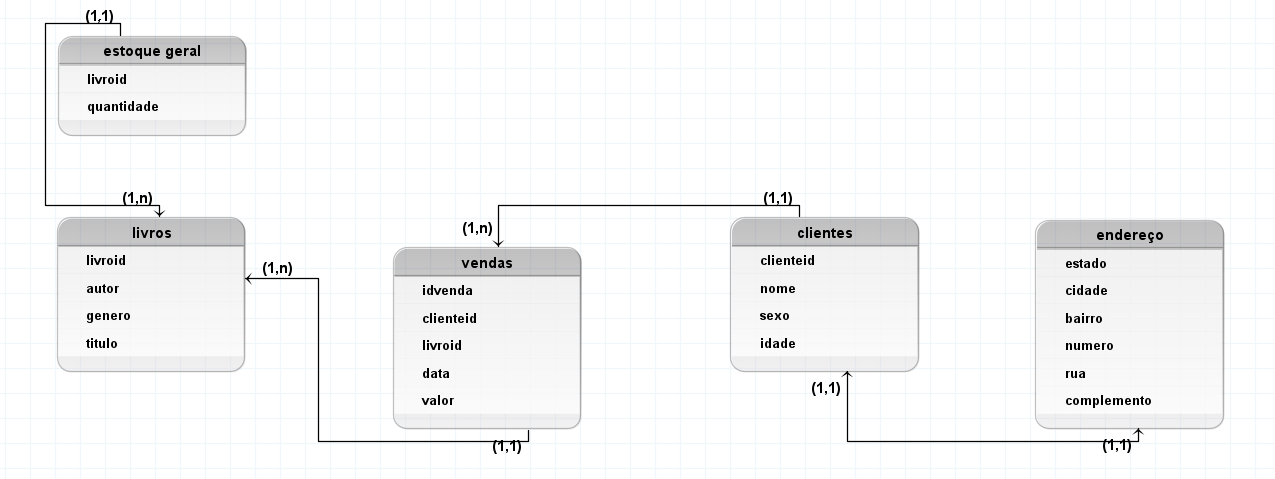 (1,1)
estoque geral
livroid
quantidade
(1,n)
livros
livroid
autor
genero
titulo
(1,n)
(1,n)
vendas
idvenda
clienteid
livroid
data
valor
(1,1)
(1,1)
clientes
clienteid
nome
sexo
idade
(1,1)
endereço
estado
cidade
bairro
numero
rua
complemento
(1,1)